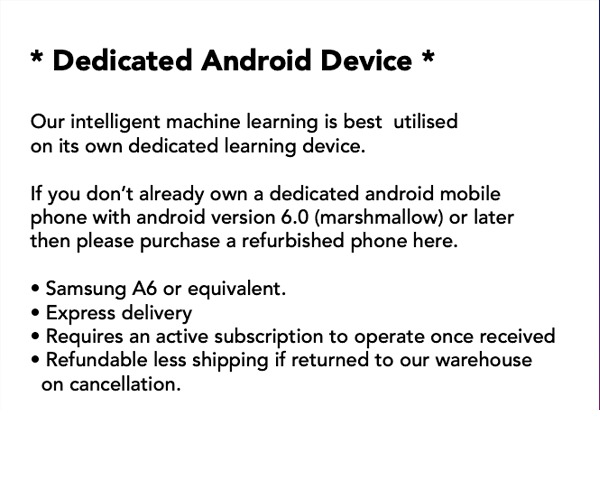 * Dedicated Android Device *
Our intelligent machine learning is best  utilised
on its own dedicated learning device.
If you don’t already own a dedicated android mobile
phone with android version 6.0 (marshmallow) or later
then please purchase a refurbished phone here.
• Samsung A6 or equivalent.
• Express delivery
• Requires an active subscription to operate once received
• Refundable less shipping if returned to our warehouse
on cancellation.